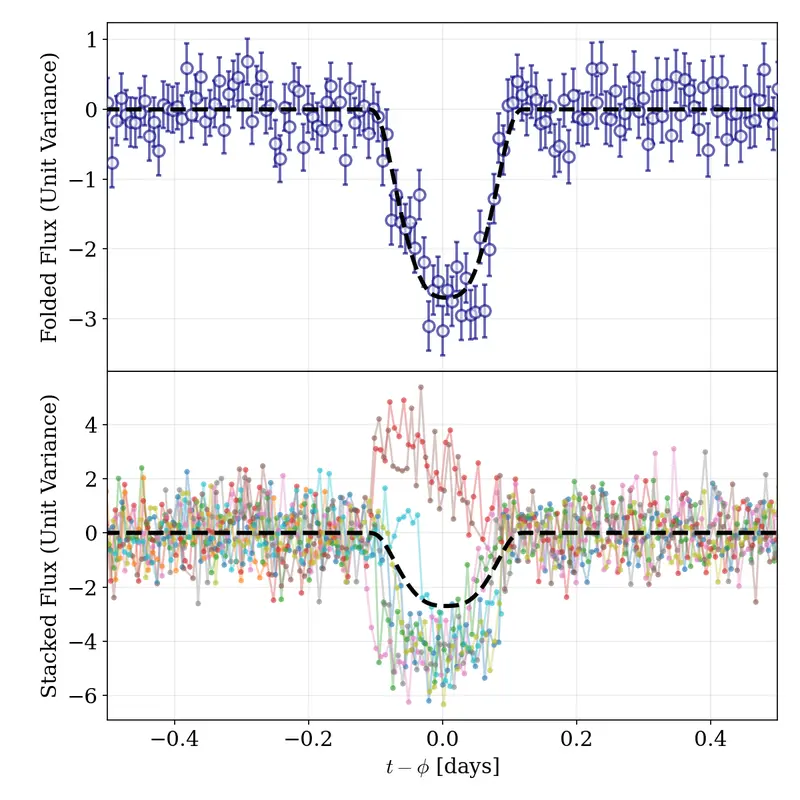 Folded Flux (Unit Variance)
1
0
−1
−2
−3
Stacked Flux (Unit Variance)
4
2
0
−2
−4
−6
−0.4 −0.2 0.0 0.2 0.4
t − ϕ [days]